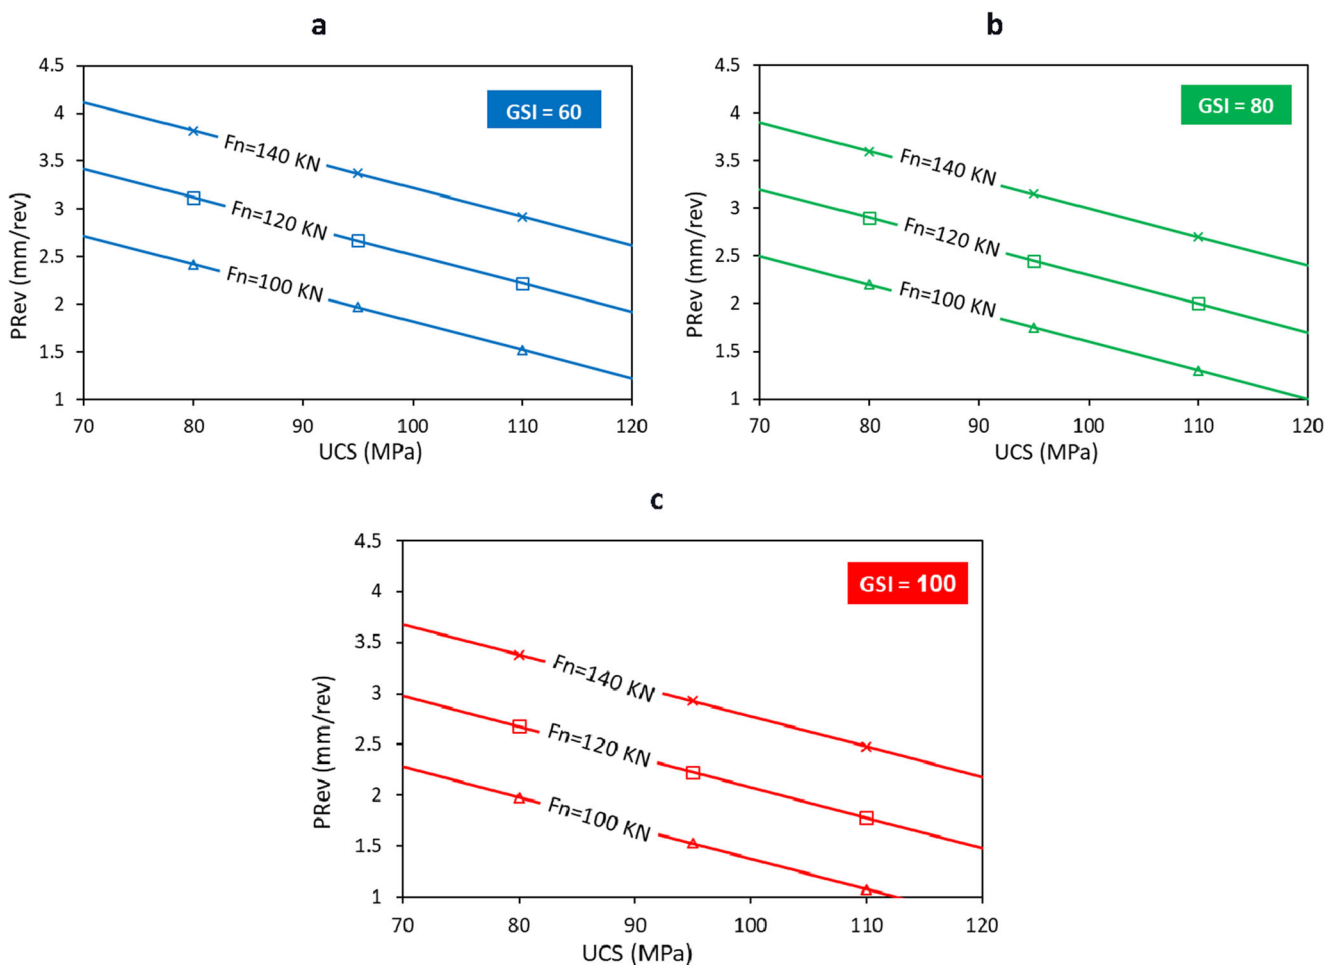 a
4.5
4
3.5
3
2.5
2
1.5
1
PRev (mm/rev)
GSI = 60
Fn=140 KN
Fn=120 KN
Fn=100 KN
70 80 90 100 110 120
UCS (MPa)
b
4.5
4
3.5
3
2.5
2
1.5
1
PRev (mm/rev)
GSI = 80
Fn=140 KN
Fn=120 KN
Fn=100 KN
70 80 90 100 110 120
UCS (MPa)
c
4.5
4
3.5
3
2.5
2
1.5
1
PRev (mm/rev)
GSI = 100
Fn=140 KN
Fn=120 KN
Fn=100 KN
70 80 90 100 110 120
UCS (MPa)